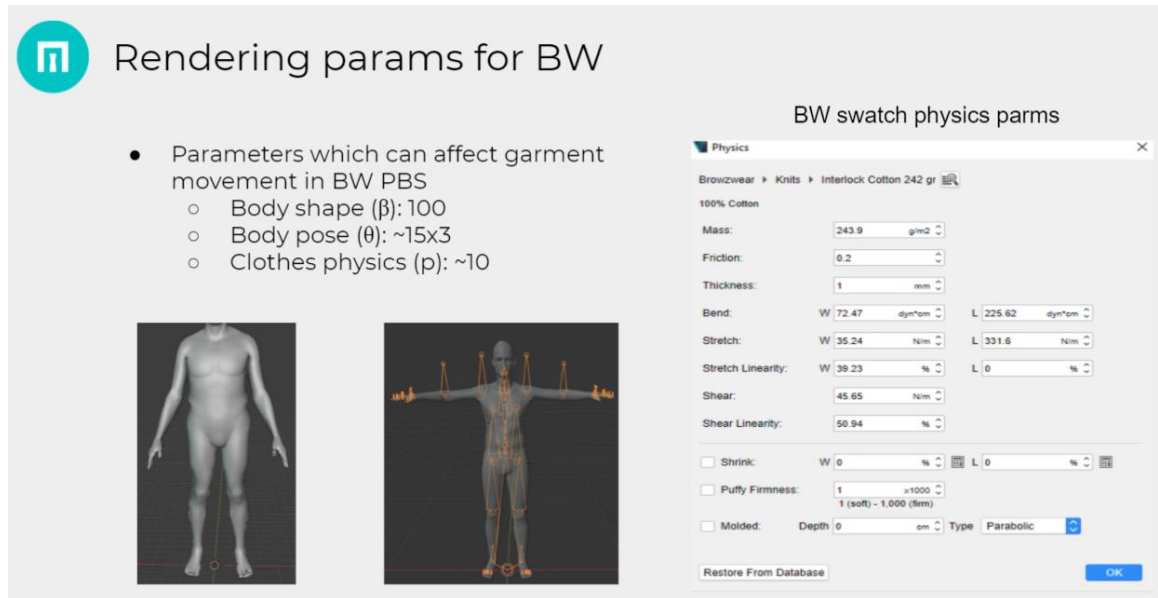 Rendering params for BW
● Parameters which can affect garment
movement in BW PBS
○ Body shape (β): 100
○ Body pose (θ): ~15x3
○ Clothes physics (p): ~10
BW swatch physics parms
Physics
Browzwear ▸ Knits ▸ Interlock Cotton 242 gr
100% Cotton
Mass: 243.9 g/m2
Friction: 0.2
Thickness: 1 mm
Bend: W 72.47 dyn*cm L 225.62 dyn*cm
Stretch: W 35.24 N/m L 331.6 N/m
Stretch Linearity: W 39.23 % L 0 %
Shear: 45.65 N/m
Shear Linearity: 50.94 %
Shrink: W 0 % L 0 %
Puffy Firmness: 1 x1000
1 (soft) - 1,000 (firm)
Molded: Depth 0 cm Type Parabolic
Restore From Database OK